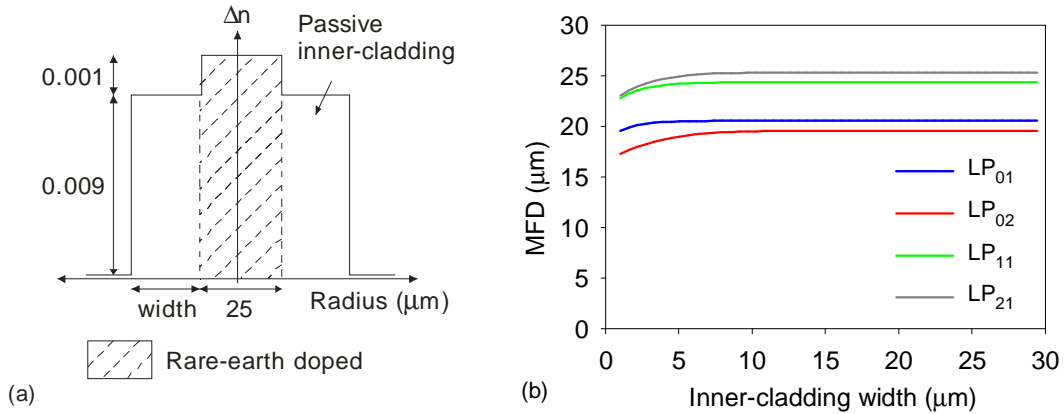 Δn
Passive
inner-cladding
0.001
0.009
width
25
Radius (μm)
Rare-earth doped
(a)
MFD (μm)
30
25
20
15
10
5
0
LP01
LP02
LP11
LP21
0 5 10 15 20 25 30
Inner-cladding width (μm)
(b)